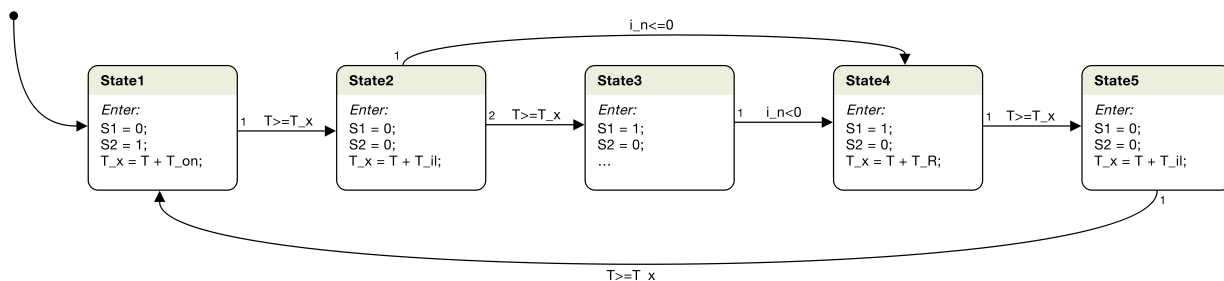 i_n<=0
1
State1
Enter:
S1 = 0;
S2 = 1;
T_x = T + T_on;
1
T>=T_x
State2
Enter:
S1 = 0;
S2 = 0;
T_x = T + T_il;
2
T>=T_x
State3
Enter:
S1 = 1;
S2 = 0;
...
1
i_n<0
State4
Enter:
S1 = 1;
S2 = 0;
T_x = T + T_R;
1
T>=T_x
State5
Enter:
S1 = 0;
S2 = 0;
T_x = T + T_il;
1
T>=T_x